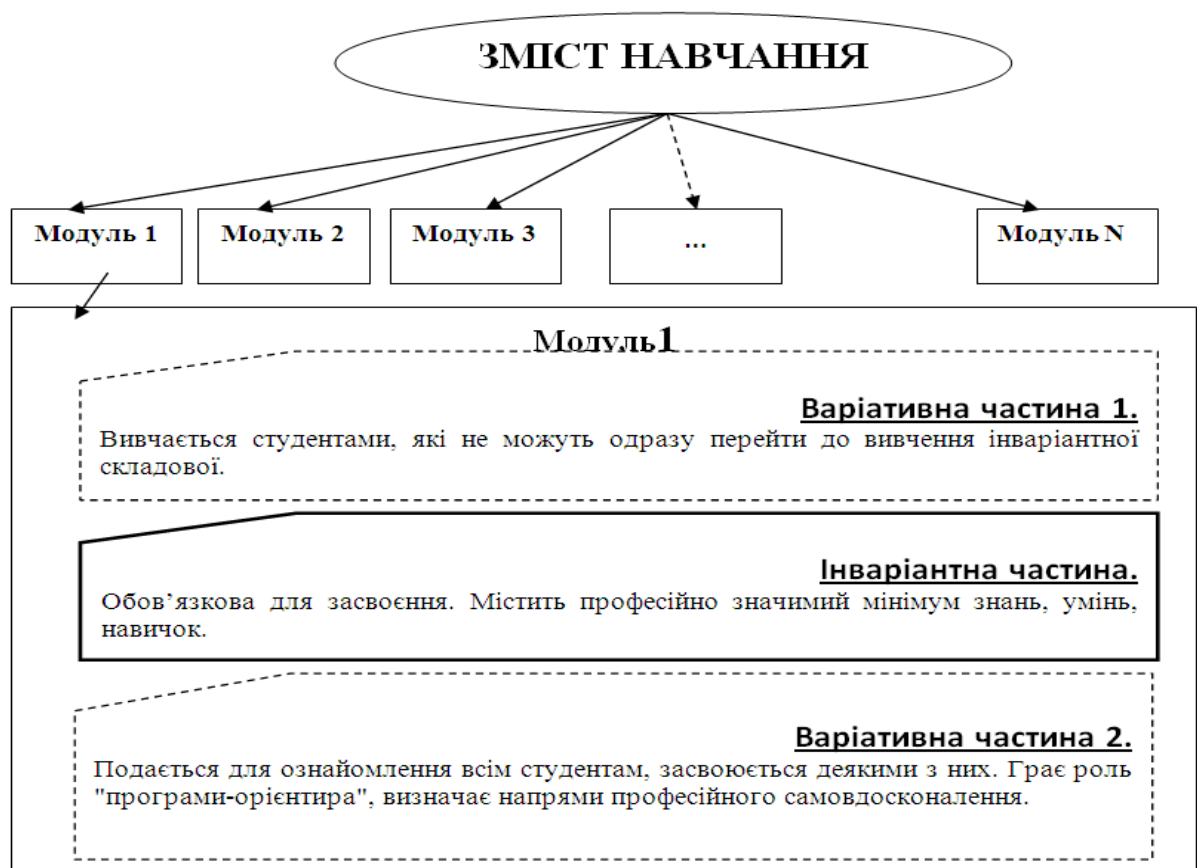 ЗМІСТ НАВЧАННЯ
Модуль 1
Модуль 2
Модуль 3
...
Модуль N
Модуль1
Варіативна частина 1.
Вивчається студентами, які не можуть одразу перейти до вивчення інваріантної
складової.
Інваріантна частина.
Обов’язкова для засвоєння. Містить професійно значимий мінімум знань, умінь,
навичок.
Варіативна частина 2.
Подається для ознайомлення всім студентам, засвоюється деякими з них. Грає роль
"програми-орієнтира", визначає напрями професійного самовдосконалення.